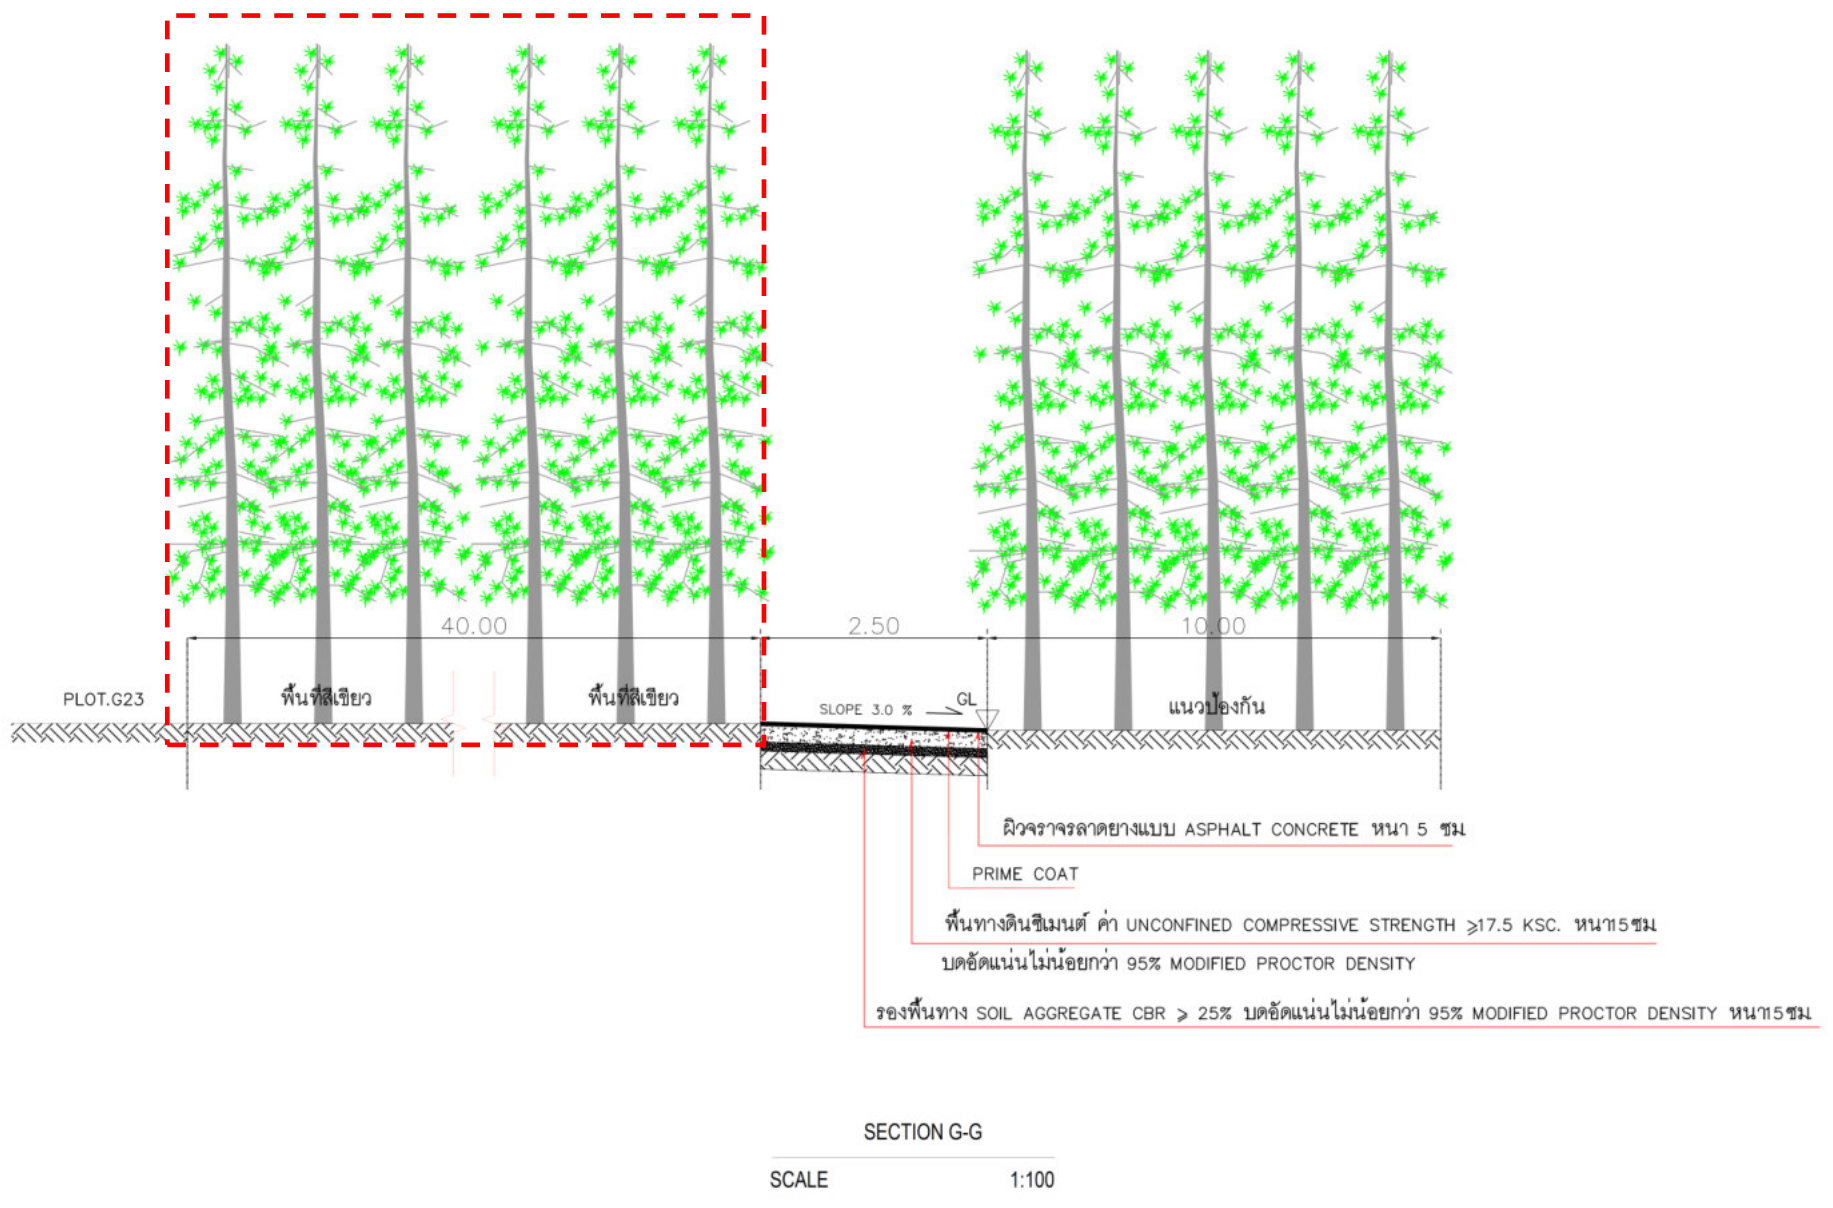 40.00
2.50
10.00
PLOT.G23
พื้นที่สีเขียว
พื้นที่สีเขียว
SLOPE 3.0 %
GL
แนวป้องกัน
ผิวจราจรลาดยางแบบ ASPHALT CONCRETE หนา 5 ซม.
PRIME COAT
พื้นทางดินซีเมนต์ ค่า UNCONFINED COMPRESSIVE STRENGTH ⩾17.5 KSC. หนา15ซม.
บดอัดแน่นไม่น้อยกว่า 95% MODIFIED PROCTOR DENSITY
รองพื้นทาง SOIL AGGREGATE CBR ⩾ 25% บดอัดแน่นไม่น้อยกว่า 95% MODIFIED PROCTOR DENSITY หนา15ซม.
SECTION G-G
SCALE 1:100